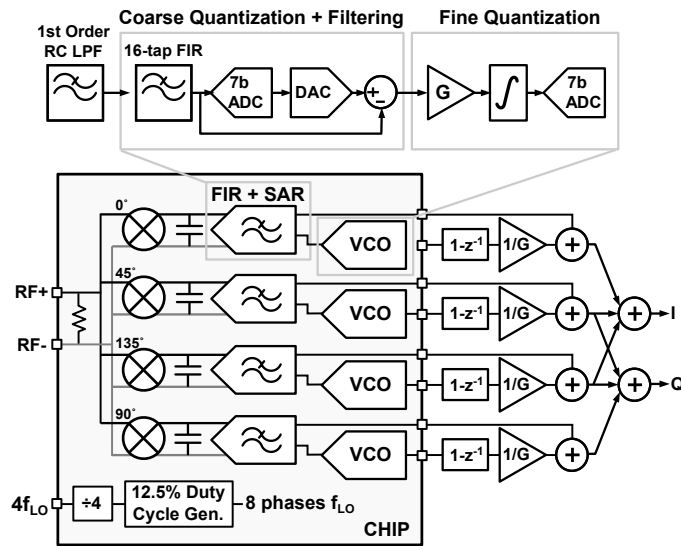 Coarse Quantization + Filtering
Fine Quantization
1st Order
RC LPF
16-tap FIR
7b
ADC
DAC
+
−
G
∫
7b
ADC
FIR + SAR
0°
VCO
1-z⁻¹
1/G
+
RF+
45°
VCO
1-z⁻¹
1/G
+
+
I
RF-
135°
VCO
1-z⁻¹
1/G
+
+
Q
90°
VCO
1-z⁻¹
1/G
+
4fLO
÷4
12.5% Duty
Cycle Gen.
8 phases fLO
CHIP